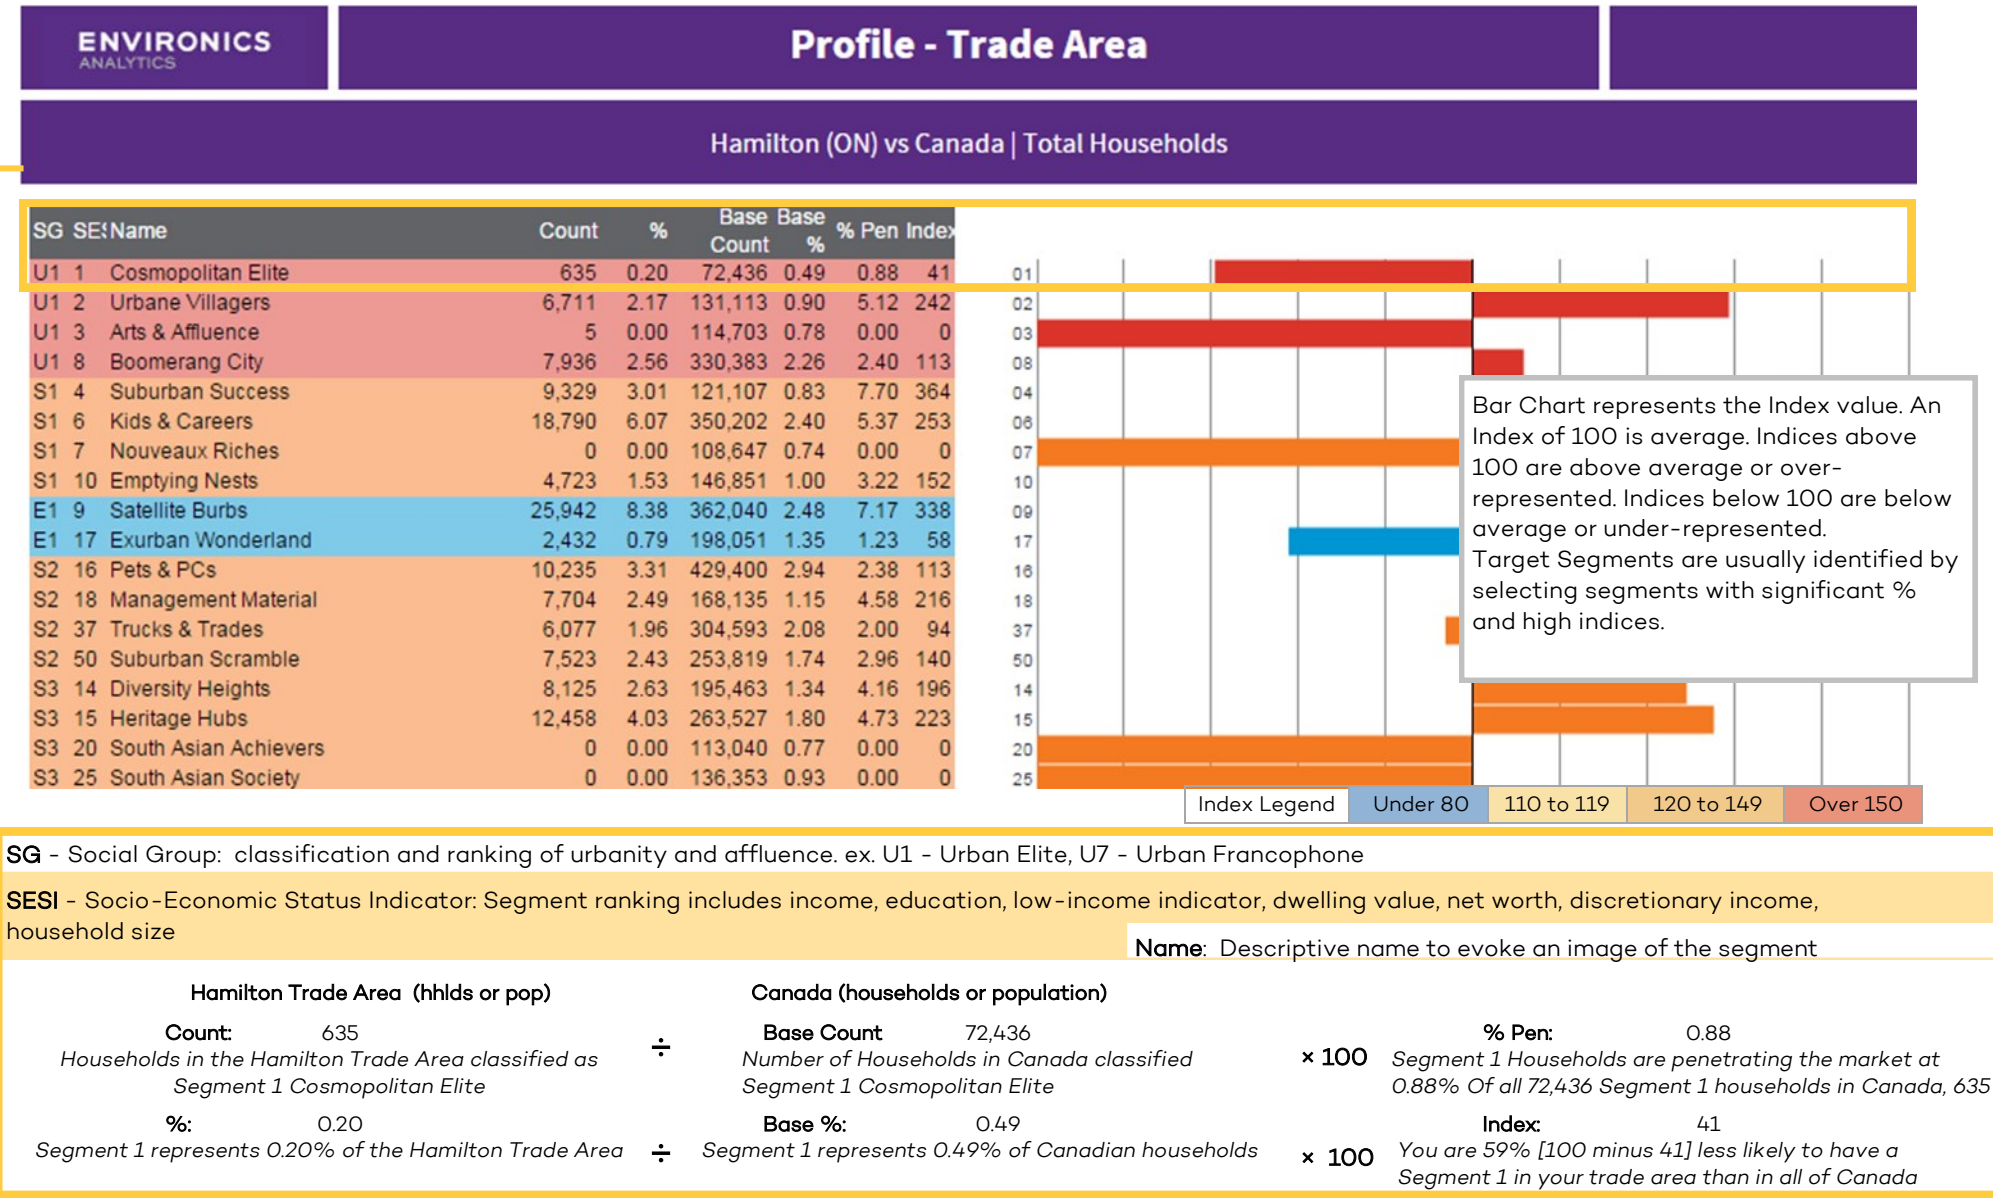 ENVIRONICS
ANALYTICS
Profile - Trade Area
Hamilton (ON) vs Canada | Total Households
SG SESI Name Count % Base Count Base % % Pen Index
U1 1 Cosmopolitan Elite 635 0.20 72,436 0.49 0.88 41
U1 2 Urbane Villagers 6,711 2.17 131,113 0.90 5.12 242
U1 3 Arts & Affluence 5 0.00 114,703 0.78 0.00 0
U1 8 Boomerang City 7,936 2.56 330,383 2.26 2.40 113
S1 4 Suburban Success 9,329 3.01 121,107 0.83 7.70 364
S1 6 Kids & Careers 18,790 6.07 350,202 2.40 5.37 253
S1 7 Nouveaux Riches 0 0.00 108,647 0.74 0.00 0
S1 10 Emptying Nests 4,723 1.53 146,851 1.00 3.22 152
E1 9 Satellite Burbs 25,942 8.38 362,040 2.48 7.17 338
E1 17 Exurban Wonderland 2,432 0.79 198,051 1.35 1.23 58
S2 16 Pets & PCs 10,235 3.31 429,400 2.94 2.38 113
S2 18 Management Material 7,704 2.49 168,135 1.15 4.58 216
S2 37 Trucks & Trades 6,077 1.96 304,593 2.08 2.00 94
S2 50 Suburban Scramble 7,523 2.43 253,819 1.74 2.96 140
S3 14 Diversity Heights 8,125 2.63 195,463 1.34 4.16 196
S3 15 Heritage Hubs 12,458 4.03 263,527 1.80 4.73 223
S3 20 South Asian Achievers 0 0.00 113,040 0.77 0.00 0
S3 25 South Asian Society 0 0.00 136,353 0.93 0.00 0
01
02
03
08
04
06
07
10
09
17
16
18
37
50
14
15
20
25
Bar Chart represents the Index value. An
Index of 100 is average. Indices above
100 are above average or over-
represented. Indices below 100 are below
average or under-represented.
Target Segments are usually identified by
selecting segments with significant %
and high indices.
Index Legend Under 80 110 to 119 120 to 149 Over 150
SG - Social Group: classification and ranking of urbanity and affluence. ex. U1 - Urban Elite, U7 - Urban Francophone
SESI - Socio-Economic Status Indicator: Segment ranking includes income, education, low-income indicator, dwelling value, net worth, discretionary income,
household size
Name: Descriptive name to evoke an image of the segment
Hamilton Trade Area (hhlds or pop) Canada (households or population)
Count: 635 ÷ Base Count 72,436 × 100 % Pen: 0.88
Households in the Hamilton Trade Area classified as
Segment 1 Cosmopolitan Elite
Number of Households in Canada classified
Segment 1 Cosmopolitan Elite
Segment 1 Households are penetrating the market at
0.88% Of all 72,436 Segment 1 households in Canada, 635
%: 0.20 ÷ Base %: 0.49 × 100 Index: 41
Segment 1 represents 0.20% of the Hamilton Trade Area
Segment 1 represents 0.49% of Canadian households
You are 59% [100 minus 41] less likely to have a
Segment 1 in your trade area than in all of Canada